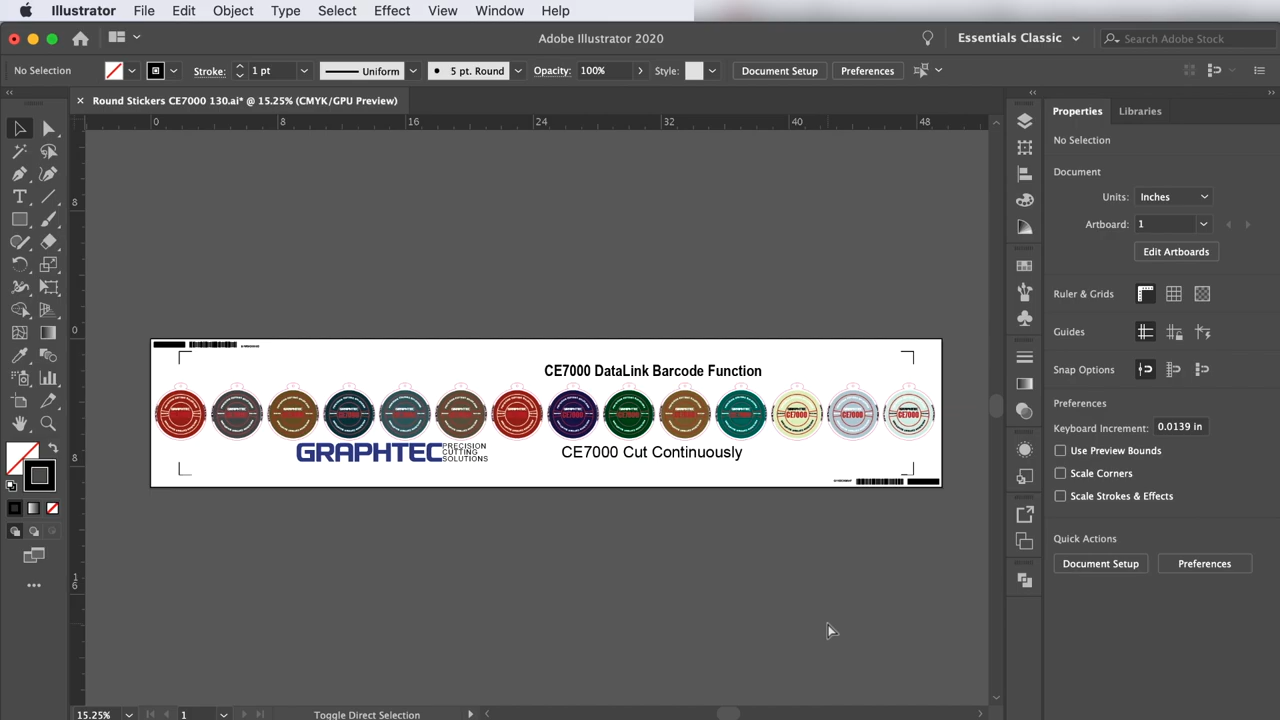 Illustrator File Edit Object Type Select Effect View Window Help
Adobe Illustrator 2020
Essentials Classic
Search Adobe Stock
No Selection
Stroke: 1 pt
Uniform
5 pt. Round
Opacity: 100%
Style:
Document Setup
Preferences
× Round Stickers CE7000 130.ai* @ 15.25% (CMYK/GPU Preview)
0 8 16 24 32 40 48
8
0
8
1
6
CE7000 DataLink Barcode Function
GRAPHTEC
PRECISION
CUTTING
SOLUTIONS
CE7000 Cut Continuously
Properties Libraries
No Selection
Document
Units: Inches
Artboard: 1
Edit Artboards
Ruler & Grids
Guides
Snap Options
Preferences
Keyboard Increment: 0.0139 in
Use Preview Bounds
Scale Corners
Scale Strokes & Effects
Quick Actions
Document Setup
Preferences
15.25%
1
Toggle Direct Selection